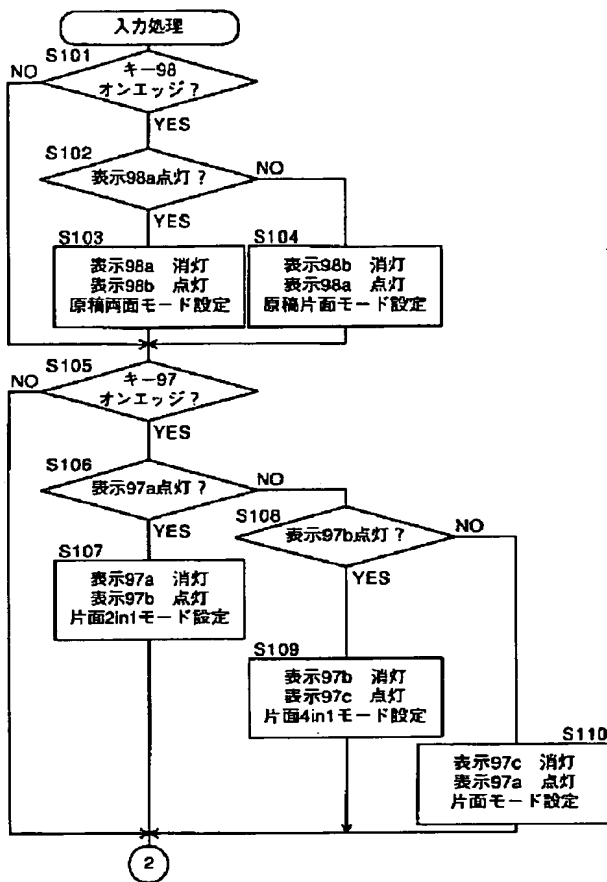 入力処理
S101
キー98
オンエッジ?
NO
YES
S102
表示98a点灯?
NO
YES
S103
表示98a 消灯
表示98b 点灯
原稿両面モード設定
S104
表示98b 消灯
表示98a 点灯
原稿片面モード設定
S105
キー97
オンエッジ?
NO
YES
S106
表示97a点灯?
NO
YES
S107
表示97a 消灯
表示97b 点灯
片面2in1モード設定
S108
表示97b点灯?
NO
YES
S109
表示97b 消灯
表示97c 点灯
片面4in1モード設定
S110
表示97c 消灯
表示97a 点灯
片面モード設定
2